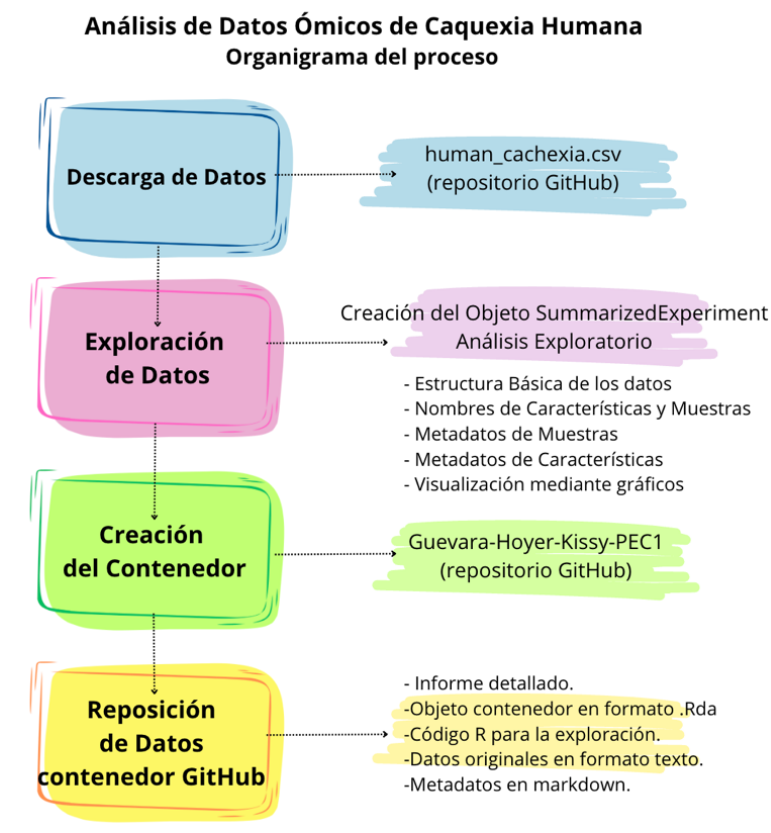 Análisis de Datos Ómicos de Caquexia Humana
Organigrama del proceso
Descarga de Datos
human_cachexia.csv
(repositorio GitHub)
Exploración
de Datos
Creación del Objeto SummarizedExperiment
Análisis Exploratorio
- Estructura Básica de los datos
- Nombres de Características y Muestras
- Metadatos de Muestras
- Metadatos de Características
- Visualización mediante gráficos
Creación
del Contenedor
Guevara-Hoyer-Kissy-PEC1
(repositorio GitHub)
Reposición
de Datos
contenedor GitHub
- Informe detallado.
-Objeto contenedor en formato .Rda
-Código R para la exploración.
-Datos originales en formato texto.
-Metadatos en markdown.